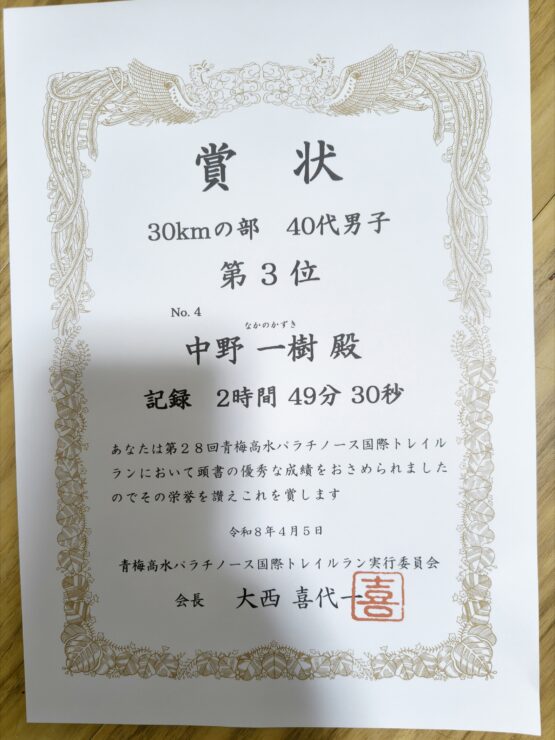 賞 状
30kmの部 40代男子
第3位
No. 4
なかのかずき
中野 一樹 殿
記録 2時間 49分 30秒
あなたは第28回青梅高水パラチノース国際トレイル
ランにおいて頭書の優秀な成績をおさめられました
のでその栄誉を讃えこれを賞します
令和8年4月5日
青梅高水パラチノース国際トレイルラン実行委員会
会長 大西 喜代一
喜